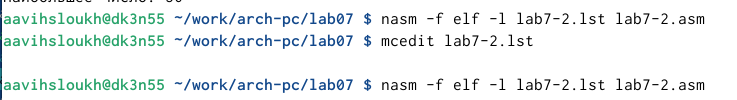 aavihsloukh@dk3n55 ~/work/arch-pc/lab07 $ nasm -f elf -l lab7-2.lst lab7-2.asm
aavihsloukh@dk3n55 ~/work/arch-pc/lab07 $ mcedit lab7-2.lst
aavihsloukh@dk3n55 ~/work/arch-pc/lab07 $ nasm -f elf -l lab7-2.lst lab7-2.asm